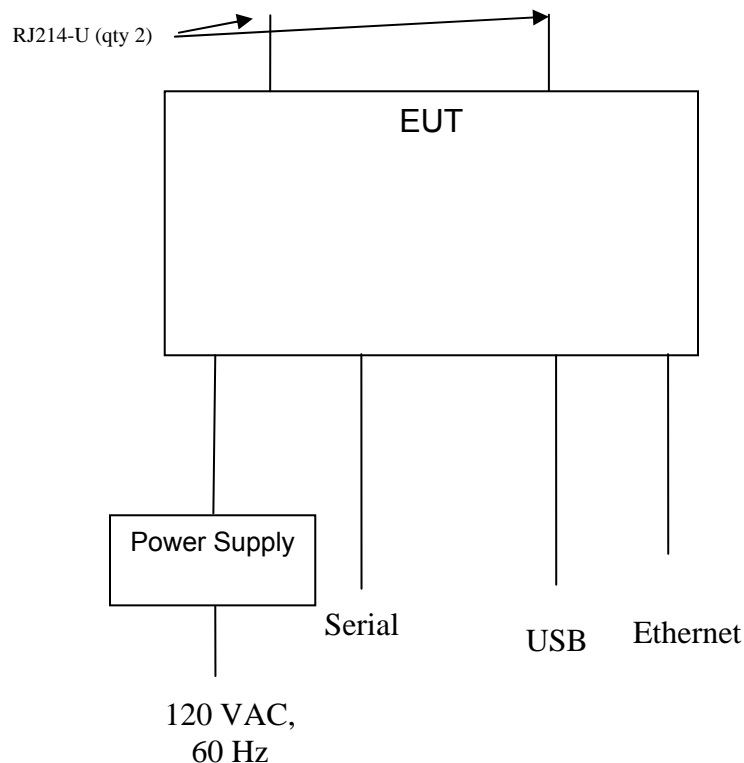 RJ214-U (qty 2)
EUT
Power Supply
Serial
USB
Ethernet
120 VAC,
60 Hz